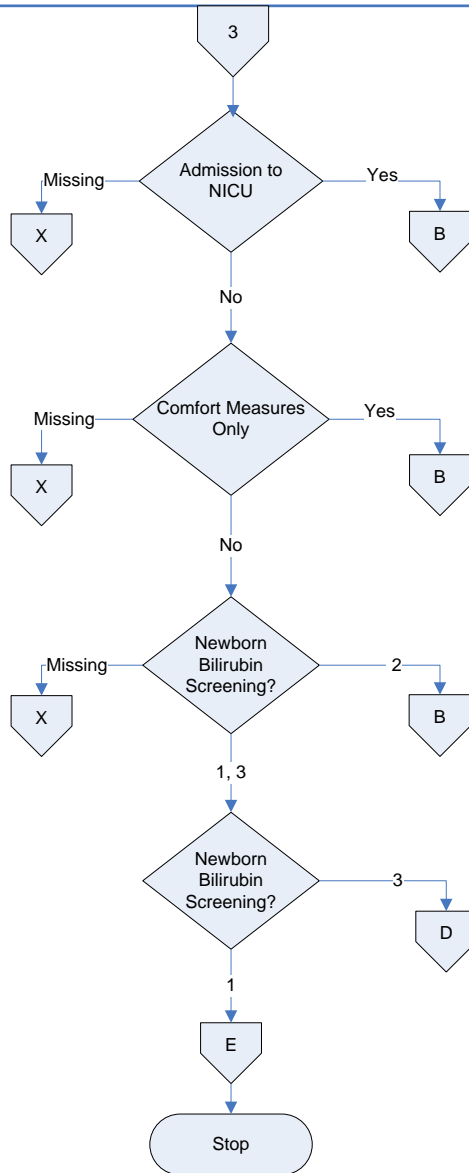 3
Admission to
NICU
Missing
Yes
X
B
No
Comfort Measures
Only
Missing
Yes
X
B
No
Newborn
Bilirubin
Screening?
Missing
2
X
B
1, 3
Newborn
Bilirubin
Screening?
3
D
1
E
Stop